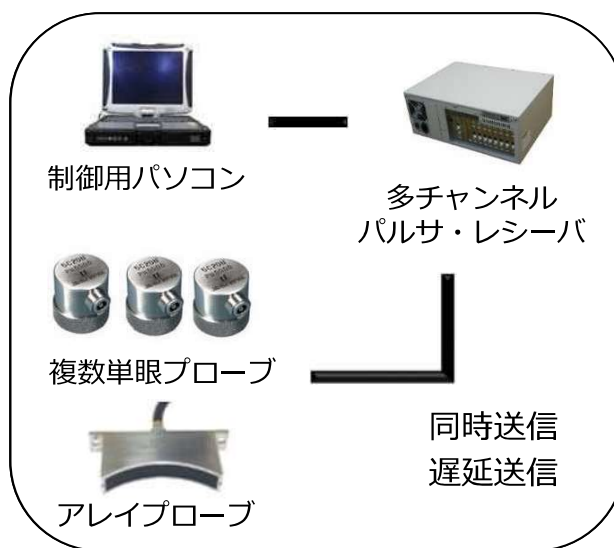 制御用パソコン
多チャンネル
パルサ・レシーバ
5C20N
複数単眼プローブ
同時送信
遅延送信
アレイプローブ